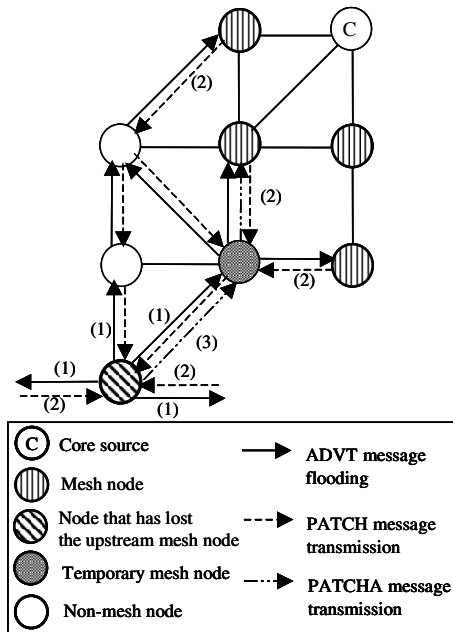 C
(2)
(2)
(2)
(1)
(1)
(3)
(1)
(2)
(2)
(1)
C Core source
Mesh node
Node that has lost
the upstream mesh node
Temporary mesh node
Non-mesh node
ADVT message
flooding
PATCH message
transmission
PATCHA message
transmission